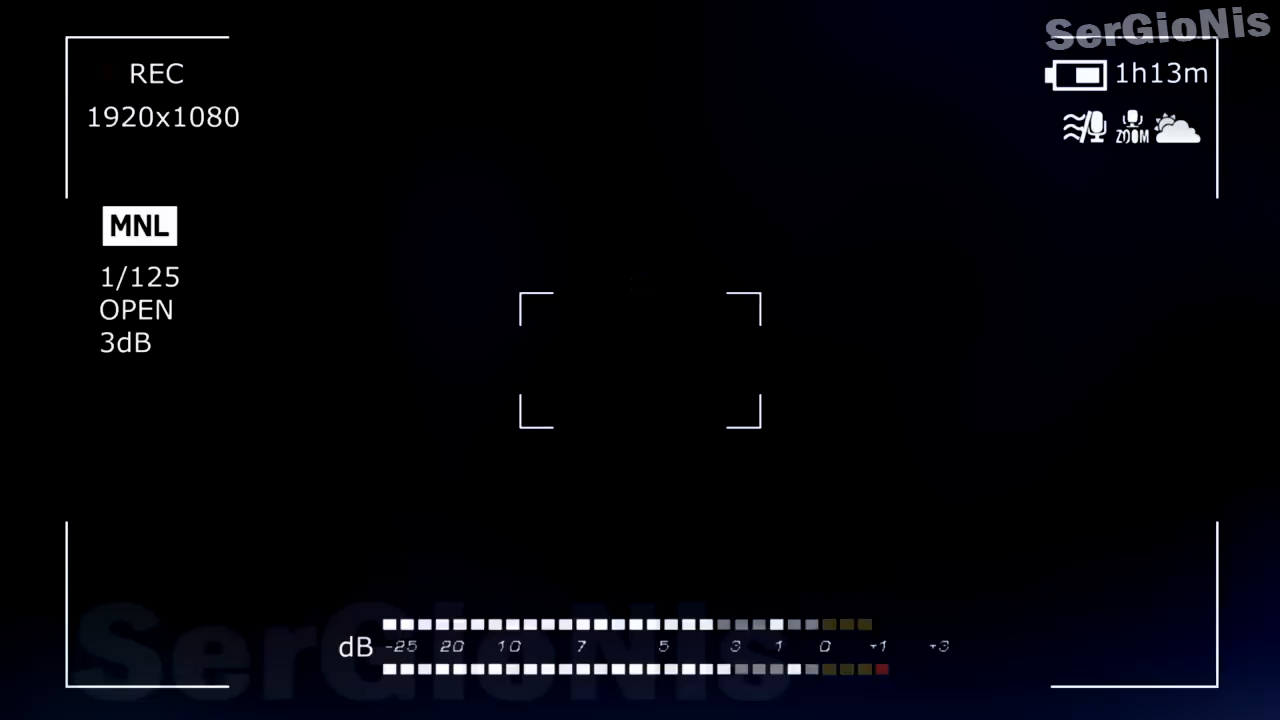 SerGioNis
REC
1h13m
1920x1080
ZOOM
MNL
1/125
OPEN
3dB
SerGioNis
dB -25 20 10 7 5 3 1 0 +1 +3